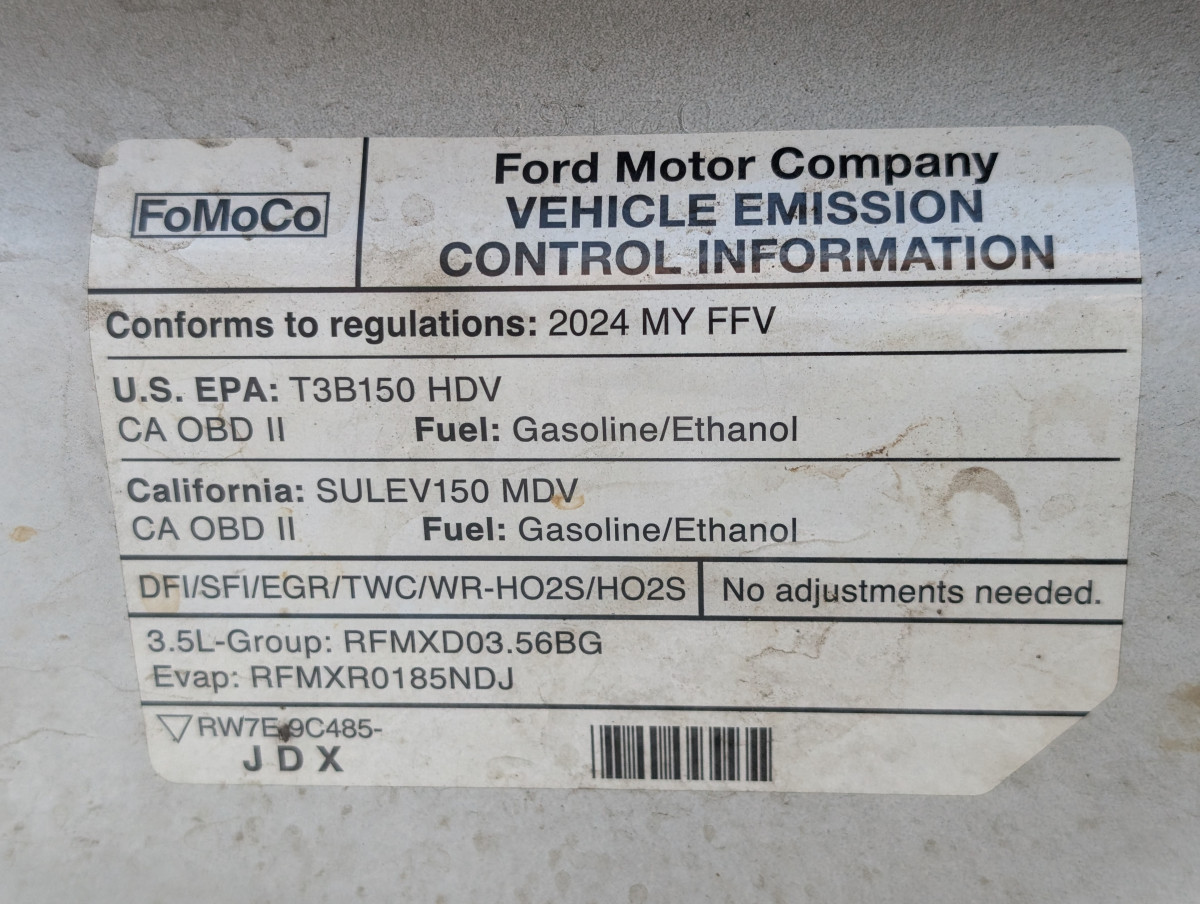 FoMoCo
Ford Motor Company
VEHICLE EMISSION
CONTROL INFORMATION
Conforms to regulations: 2024 MY FFV
U.S. EPA: T3B150 HDV
CA OBD II Fuel: Gasoline/Ethanol
California: SULEV150 MDV
CA OBD II Fuel: Gasoline/Ethanol
DFI/SFI/EGR/TWC/WR-HO2S/HO2S
No adjustments needed.
3.5L-Group: RFMXD03.56BG
Evap: RFMXR0185NDJ
RW7E-9C485-
J D X